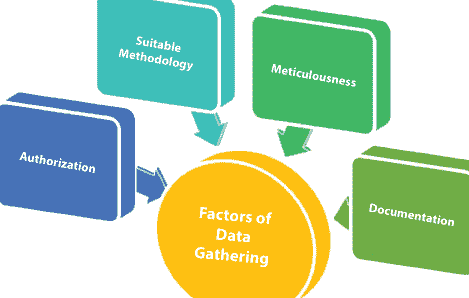 Suitable
Methodology
Meticulousness
Authorization
Documentation
Factors of
Data
Gathering